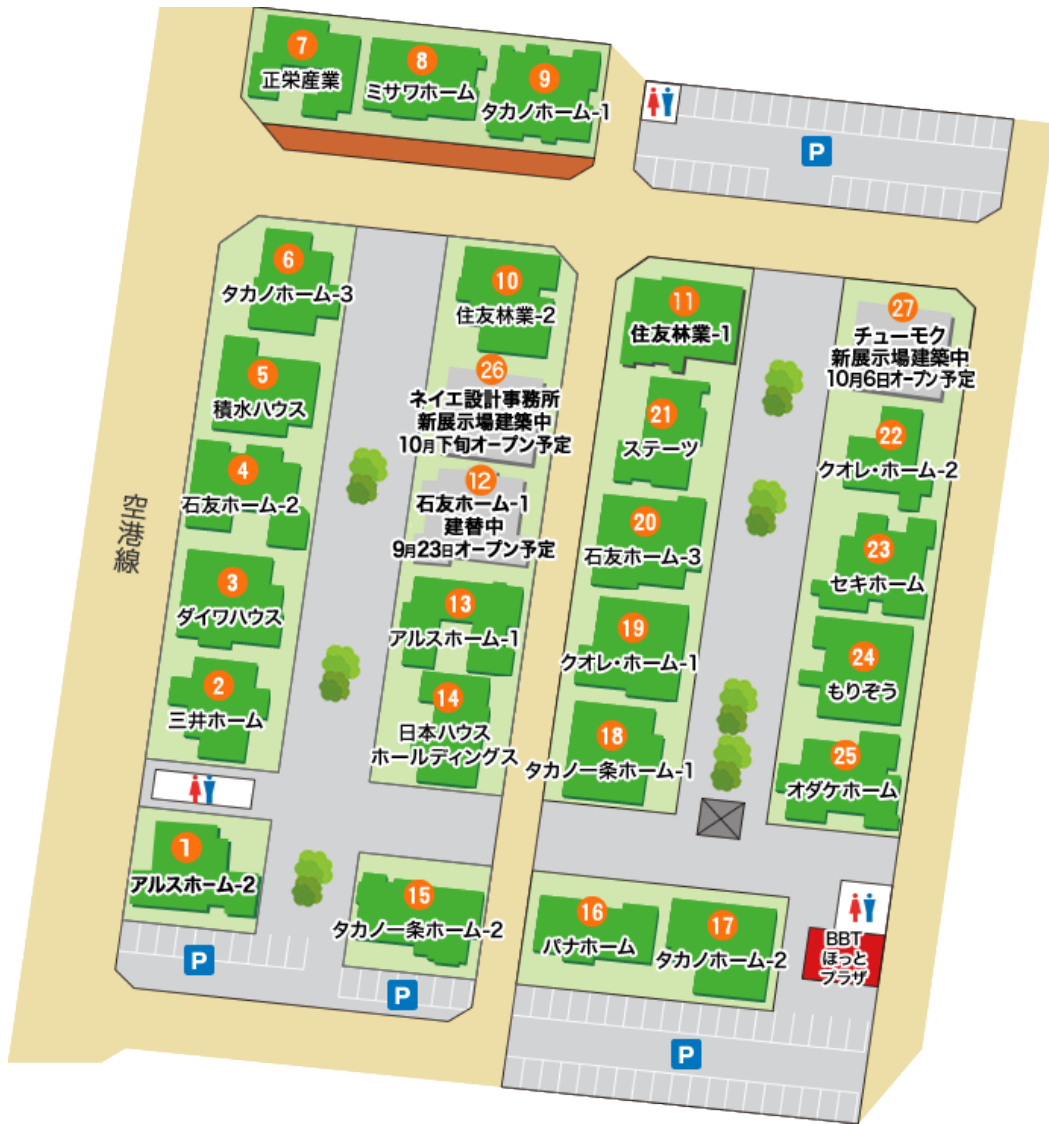 7
正栄産業
8
ミサワホーム
9
タカノホーム-1
P
6
タカノホーム-3
10
住友林業-2
11
住友林業-1
27
チューモク
新展示場建築中
10月6日オープン予定
5
積水ハウス
26
ネイエ設計事務所
新展示場建築中
10月下旬オープン予定
21
ステーツ
22
クオレ・ホーム-2
4
石友ホーム-2
12
石友ホーム-1
建替中
9月23日オープン予定
20
石友ホーム-3
23
セキホーム
空港線
3
ダイワハウス
13
アルスホーム-1
19
クオレ・ホーム-1
24
もりぞう
2
三井ホーム
14
日本ハウス
ホールディングス
18
タカノ一条ホーム-1
25
オダケホーム
1
アルスホーム-2
15
タカノ一条ホーム-2
16
パナホーム
17
タカノホーム-2
BBT
ほっと
プラザ
P
P
P